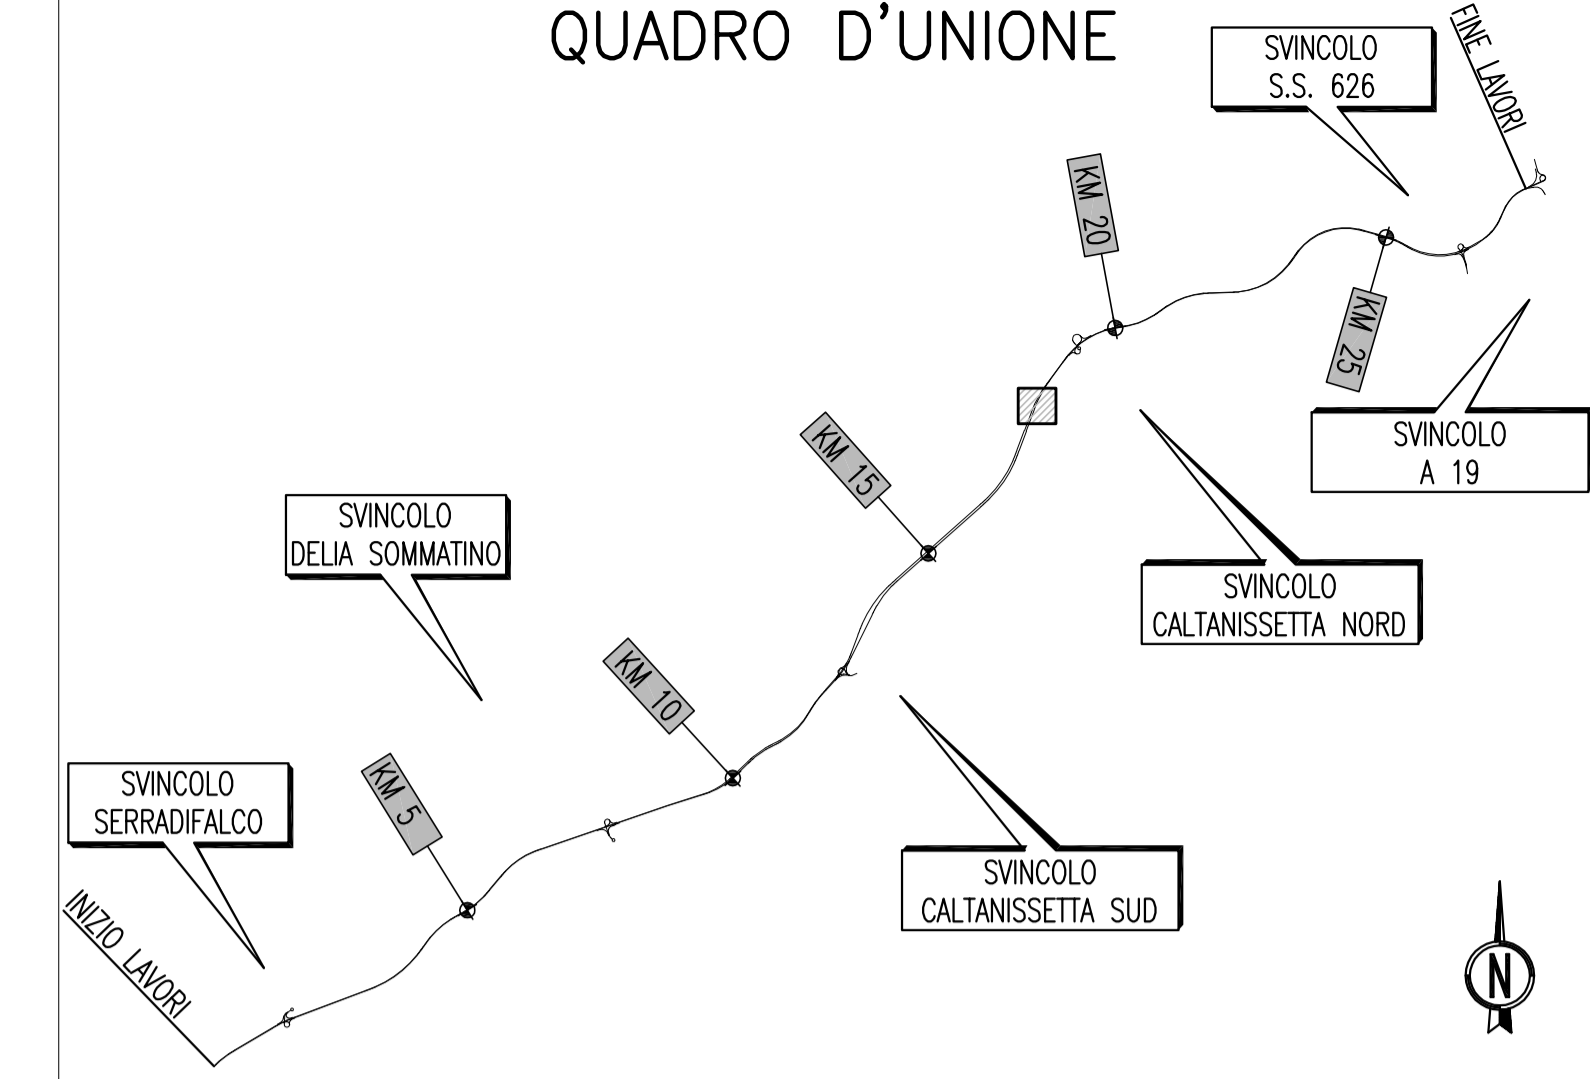 QUADRO D'UNIONE
SVINCOLO
S.S. 626
FINE LAVORI
KM 20
KM 25
SVINCOLO
A 19
KM 15
SVINCOLO
DELIA SOMMATINO
SVINCOLO
CALTANISSETTA NORD
KM 10
KM 5
SVINCOLO
SERRADIFALCO
SVINCOLO
CALTANISSETTA SUD
INIZIO LAVORI
N